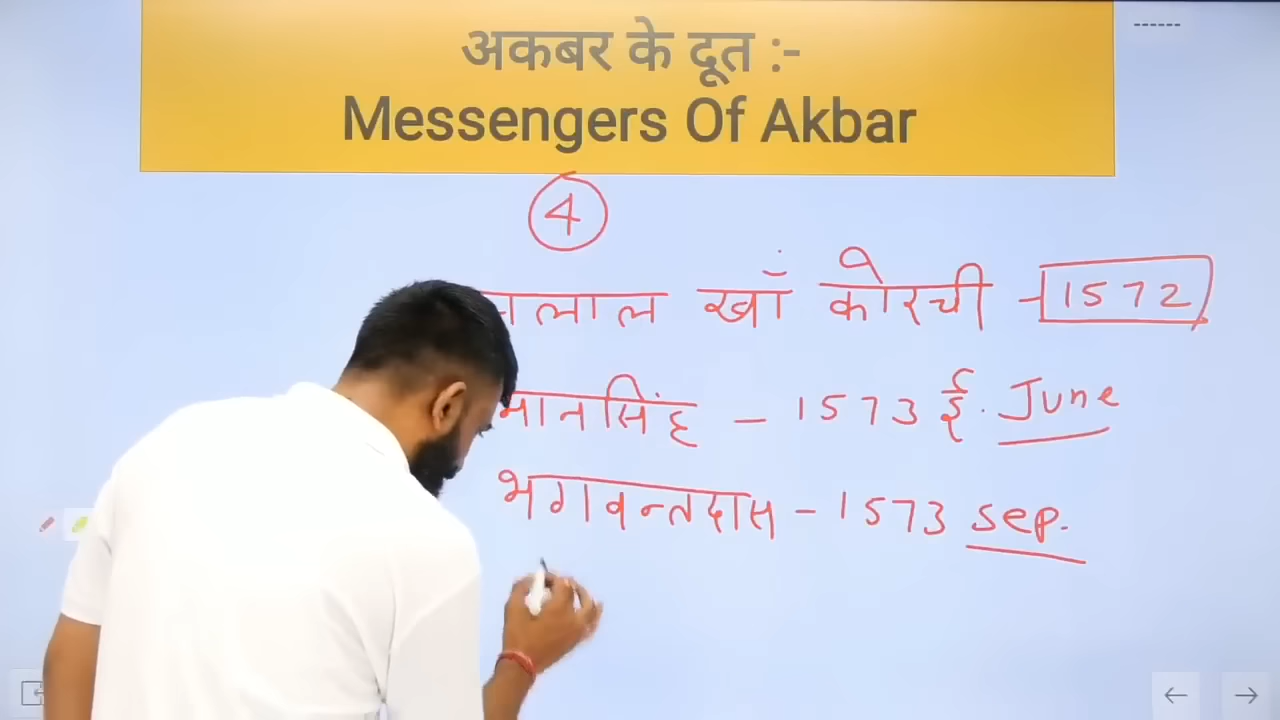 ------
अकबर के दूत :-
Messengers Of Akbar
4
खाँ कोरची - 1572
मानसिंह - 1573 ई. June
भगवन्तदास - 1573 Sep.